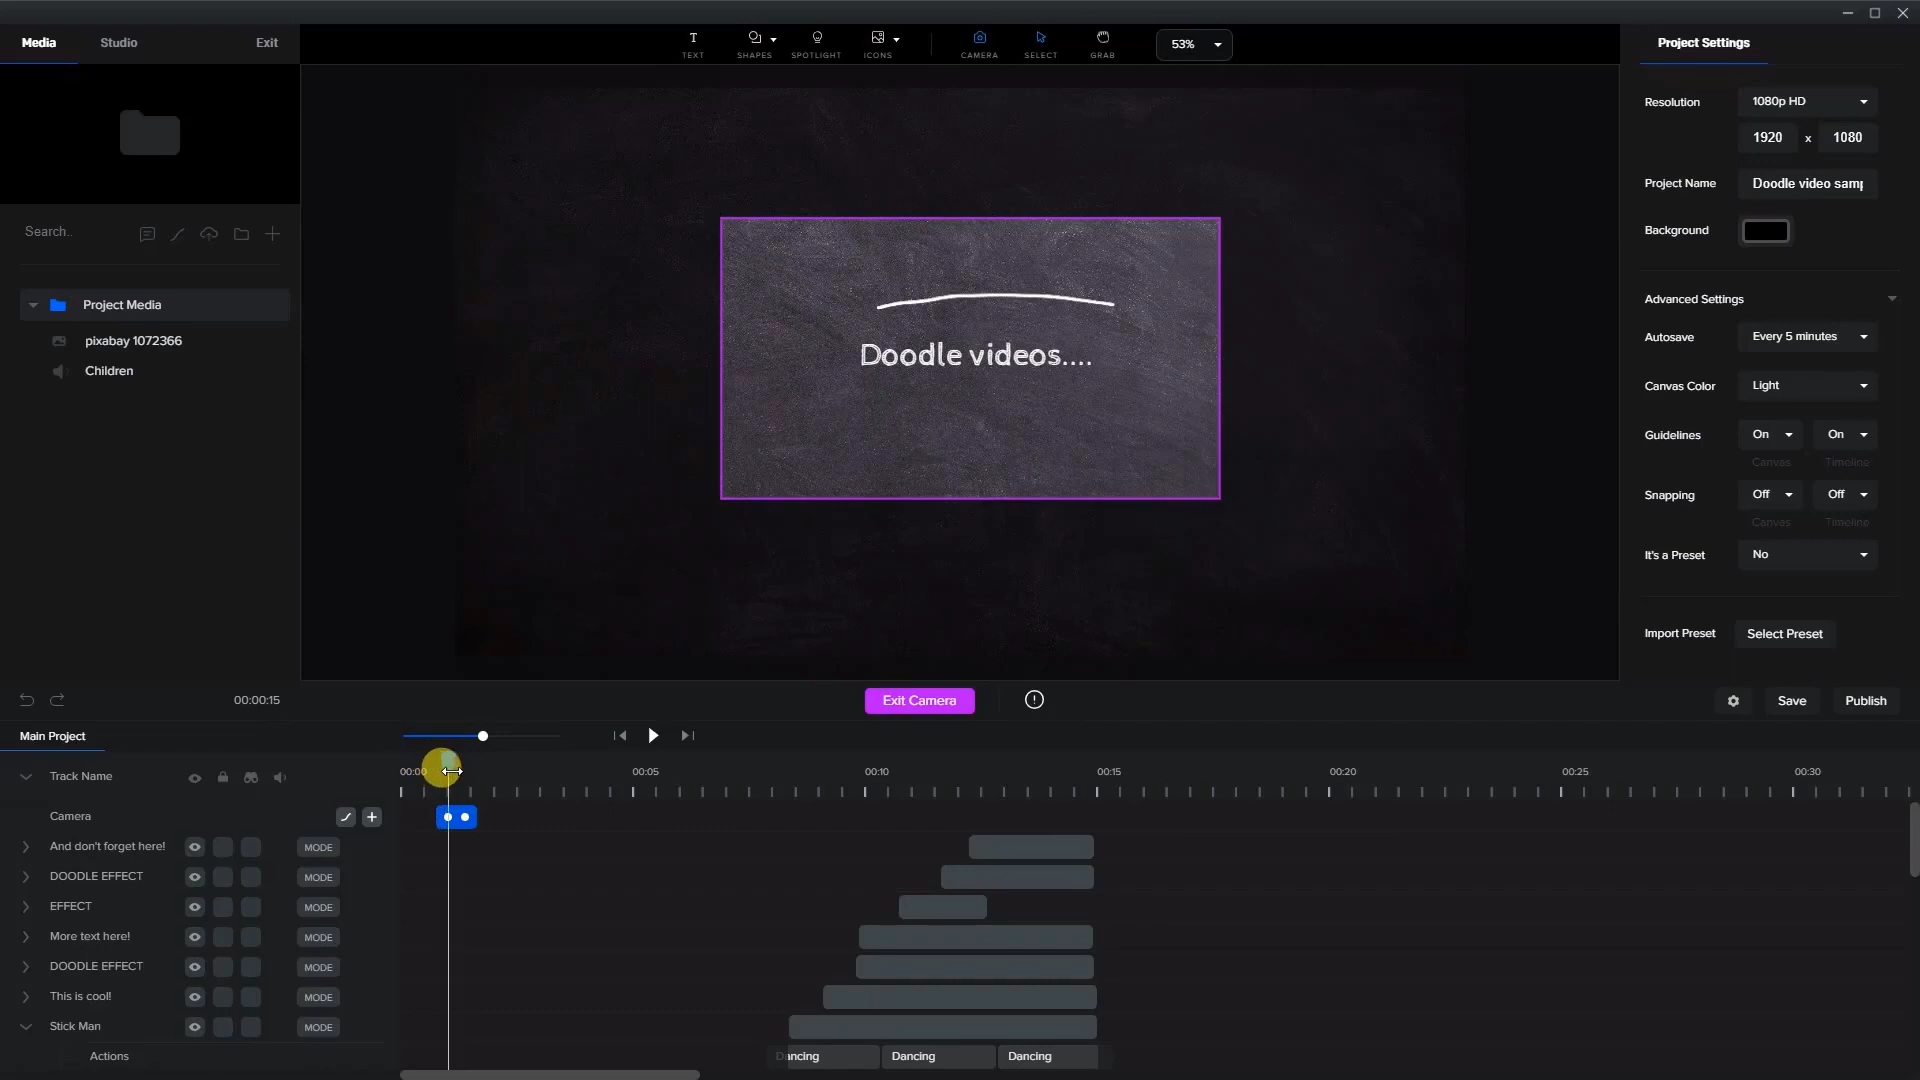 Media Studio Exit
TEXT SHAPES SPOTLIGHT ICONS CAMERA SELECT GRAB 53%
Project Settings
Resolution 1080p HD
1920 x 1080
Project Name Doodle video samp
Background
Search..
Project Media
pixabay 1072366
Children
Doodle videos....
Advanced Settings
Autosave Every 5 minutes
Canvas Color Light
Guidelines On On
Canvas Timeline
Snapping Off Off
Canvas Timeline
It's a Preset No
Import Preset Select Preset
00:00:15 Exit Camera Save Publish
Main Project
Track Name 00:00 00:05 00:10 00:15 00:20 00:25 00:30
Camera
And don't forget here! MODE
DOODLE EFFECT MODE
EFFECT MODE
More text here! MODE
DOODLE EFFECT MODE
This is cool! MODE
Stick Man MODE
Actions Dancing Dancing Dancing